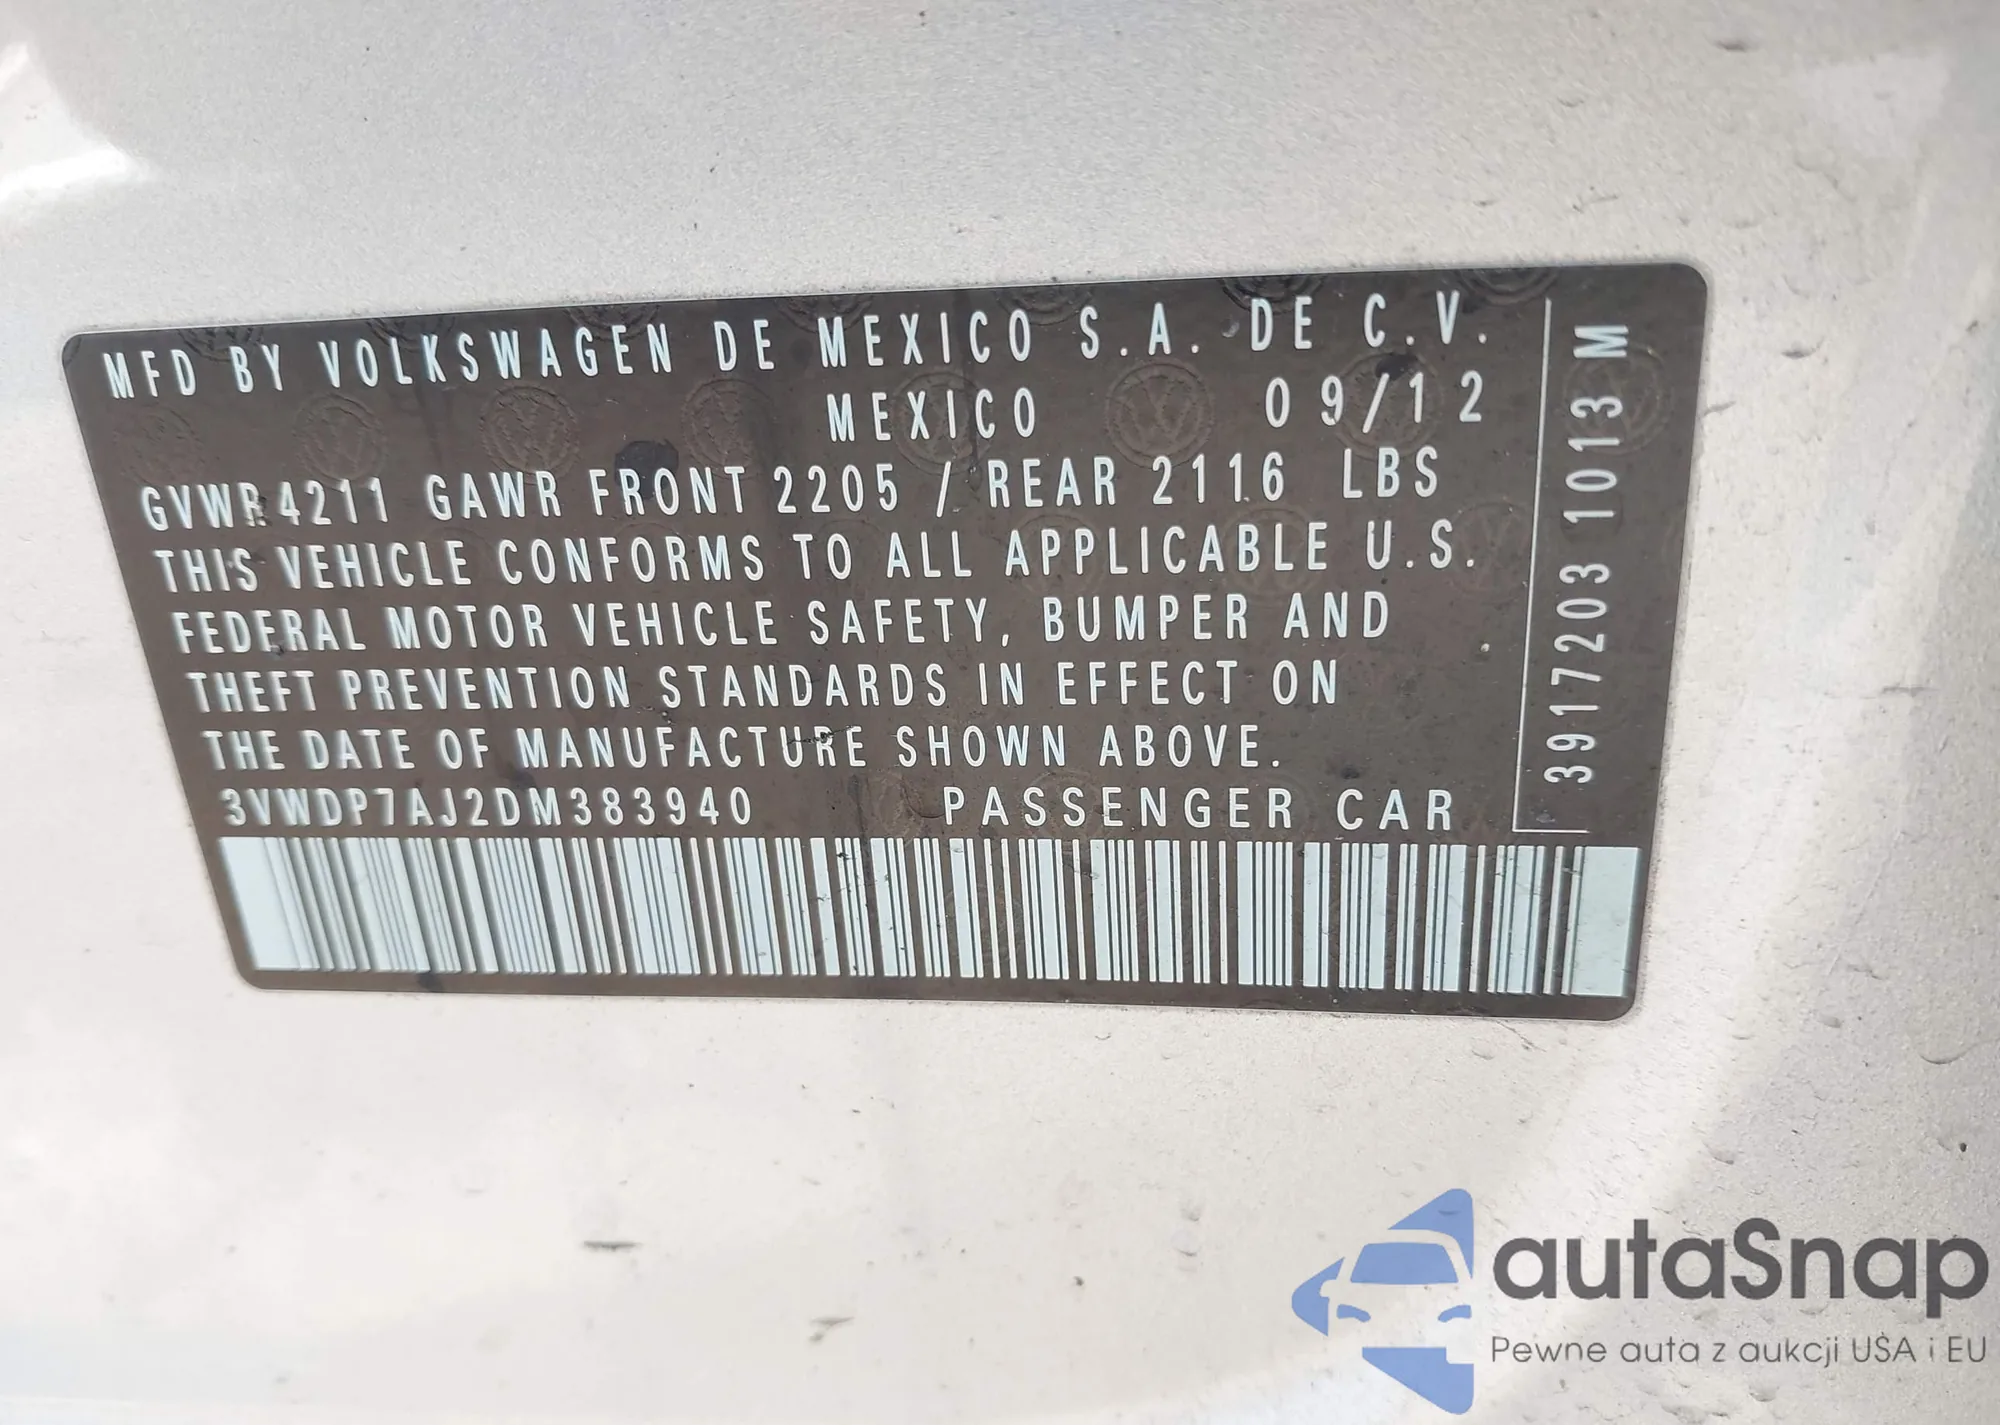 MFD BY VOLKSWAGEN DE MEXICO S.A. DE C.V.
MEXICO 09/12
GVWR 4211 GAWR FRONT 2205 / REAR 2116 LBS
THIS VEHICLE CONFORMS TO ALL APPLICABLE U.S.
FEDERAL MOTOR VEHICLE SAFETY, BUMPER AND
THEFT PREVENTION STANDARDS IN EFFECT ON
THE DATE OF MANUFACTURE SHOWN ABOVE.
3VWDP7AJ2DM383940 PASSENGER CAR
3917203 1013 M
autaSnap
Pewne auta z aukcji USA i EU